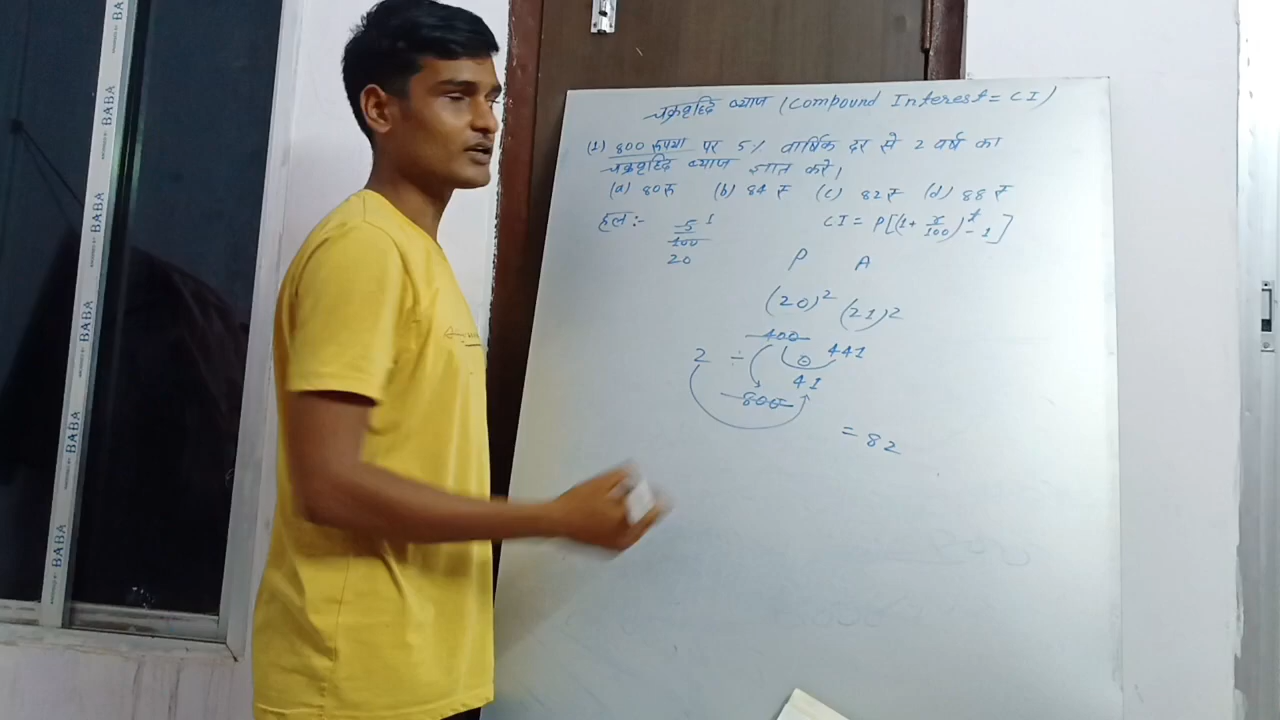 चक्रवृद्धि ब्याज (Compound Interest = CI)
(1) 800 रुपया पर 5% वार्षिक दर से 2 वर्ष का
चक्रवृद्धि ब्याज ज्ञात करें।
(a) 80 रु (b) 84 रु (c) 82 रु (d) 88 रु
हल:- 5/100 1 20
CI = P[(1 + r/100)^t - 1]
P A
(20)² (21)²
400
2 ÷ 441
41
800
= 82
BABA
BABA
BABA
BABA
BABA
BABA